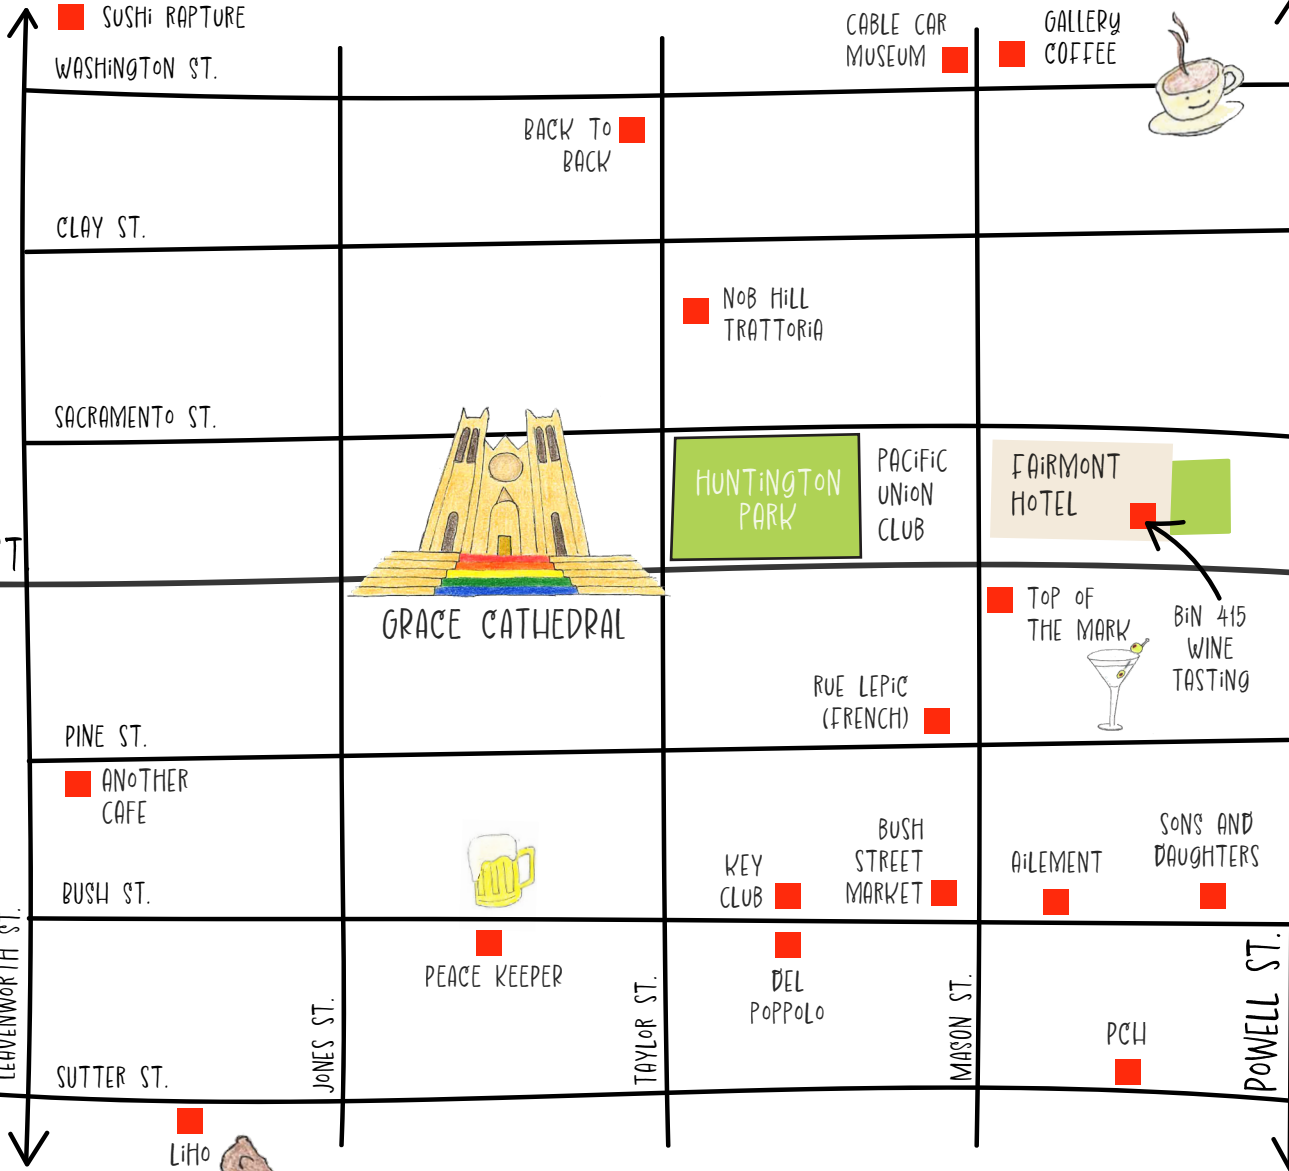 SUSHi RAPTURE
WASHiNGTON ST.
CABLE CAR
MUSEUM
GALLERY
COFFEE
BACK TO
BACK
CLAY ST.
NOB HiLL
TRATTORiA
SACRAMENTO ST.
HUNTiNGTON
PARK
PACiFiC
UNiON
CLUB
FAiRMONT
HOTEL
T
GRACE CATHEDRAL
TOP OF
THE MARK
BiN 415
WINE
TASTiNG
RUE LEPiC
(FRENCH)
PINE ST.
ANOTHER
CAFE
BUSH ST.
KEY
CLUB
BUSH
STREET
MARKET
AiLEMENT
SONS AND
DAUGHTERS
PEACE KEEPER
DEL
POPPOLO
PCH
LEAVENWORTH ST.
JONES ST.
TAYLOR ST.
MASON ST.
POWELL ST.
SUTTER ST.
LiHO